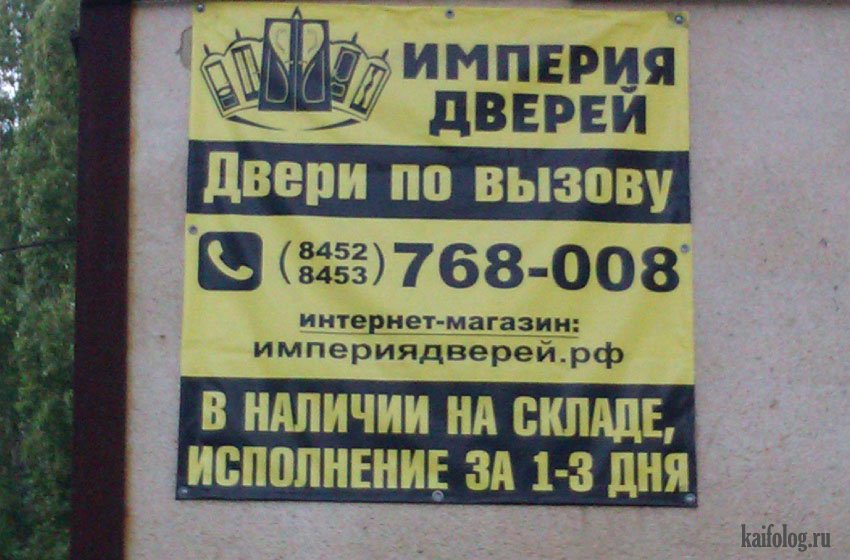 ИМПЕРИЯ
ДВЕРЕЙ
Двери по вызову
(8452
8453) 768-008
интернет-магазин:
империядверей.рф
В НАЛИЧИИ НА СКЛАДЕ,
ИСПОЛНЕНИЕ ЗА 1-3 ДНЯ
kaifolog.ru